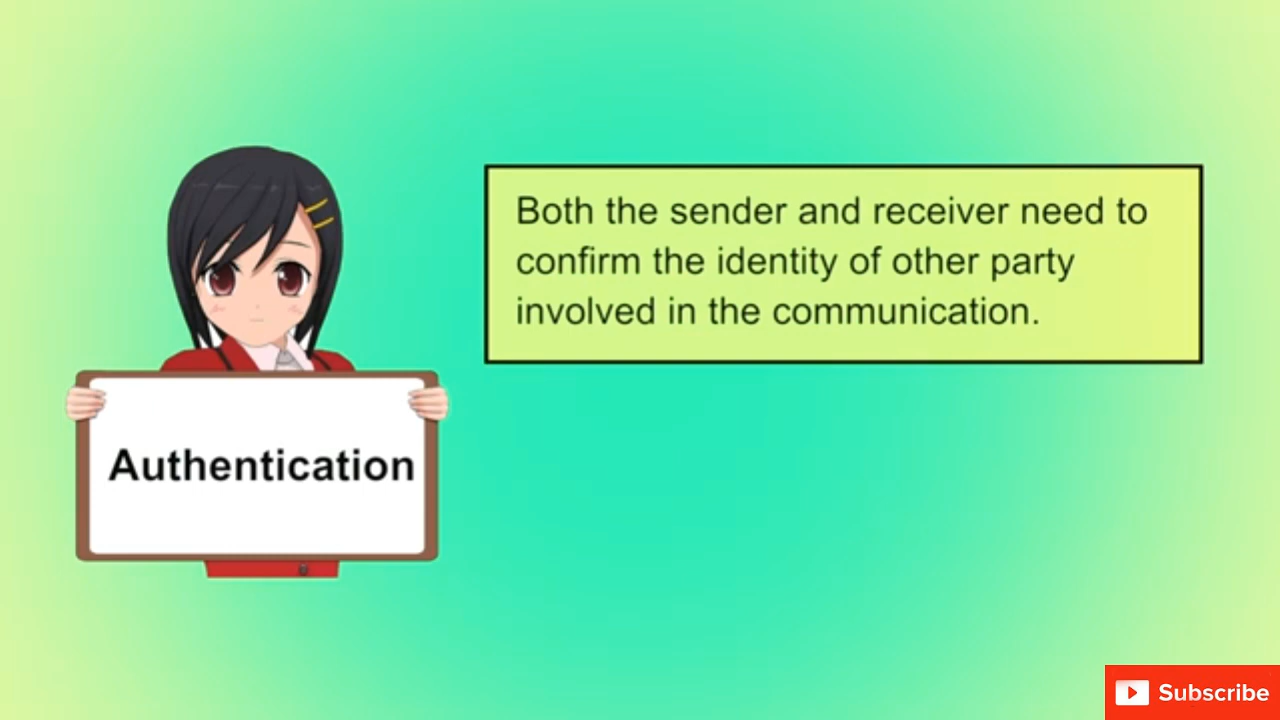 Both the sender and receiver need to
confirm the identity of other party
involved in the communication.
Authentication
Subscribe